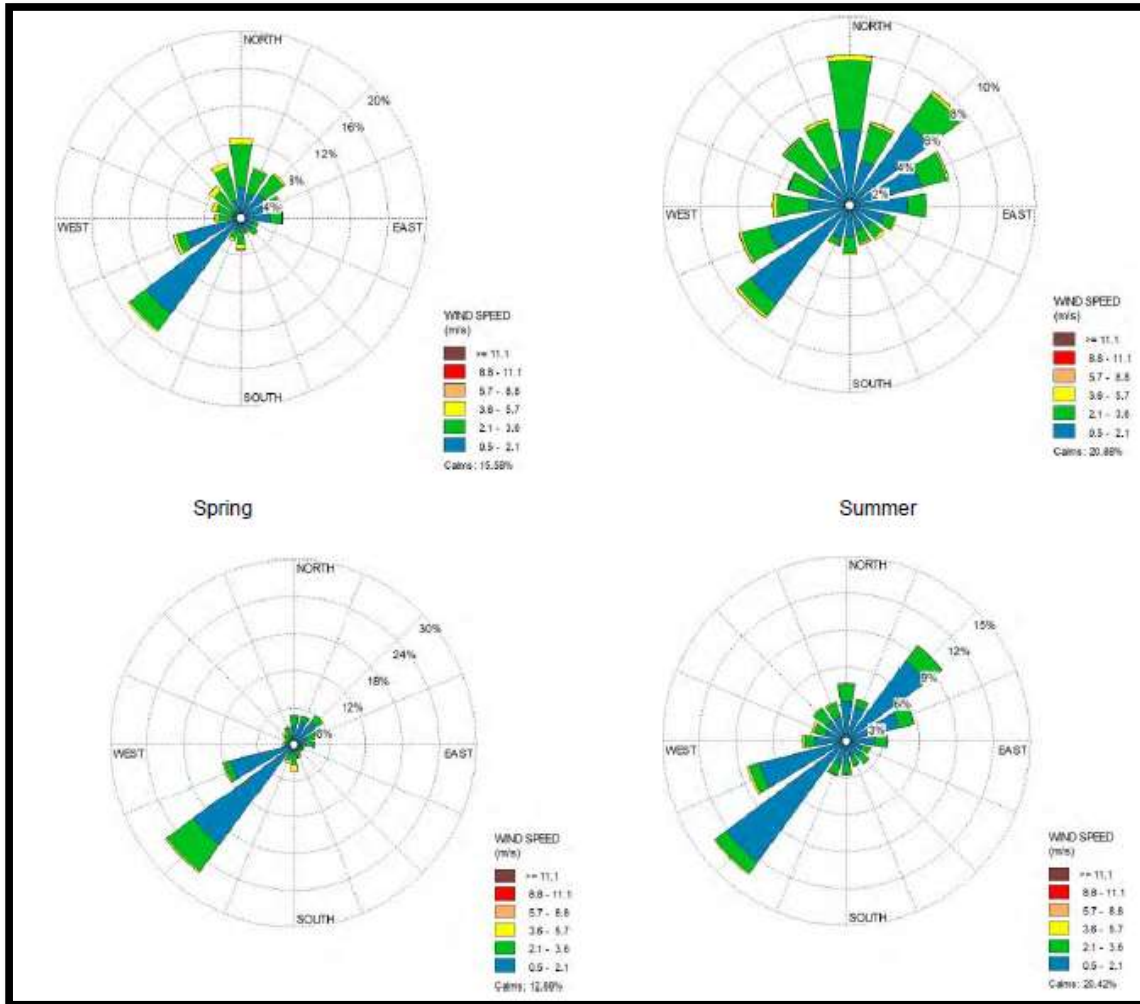 NORTH
20%
16%
12%
8%
4%
WEST
EAST
SOUTH
WIND SPEED
(m/s)
>= 11.1
8.8 - 11.1
5.7 - 8.8
3.6 - 5.7
2.1 - 3.6
0.5 - 2.1
Calms: 15.58%
NORTH
10%
8%
6%
4%
2%
WEST
EAST
SOUTH
WIND SPEED
(m/s)
>= 11.1
8.8 - 11.1
5.7 - 8.8
3.6 - 5.7
2.1 - 3.6
0.5 - 2.1
Calms: 20.88%
Spring
Summer
NORTH
30%
24%
18%
12%
6%
WEST
EAST
SOUTH
WIND SPEED
(m/s)
>= 11.1
8.8 - 11.1
5.7 - 8.8
3.6 - 5.7
2.1 - 3.6
0.5 - 2.1
NORTH
15%
12%
9%
6%
3%
WEST
EAST
SOUTH
WIND SPEED
(m/s)
>= 11.1
8.8 - 11.1
5.7 - 8.8
3.6 - 5.7
2.1 - 3.6
0.5 - 2.1
Calms: 20.42%